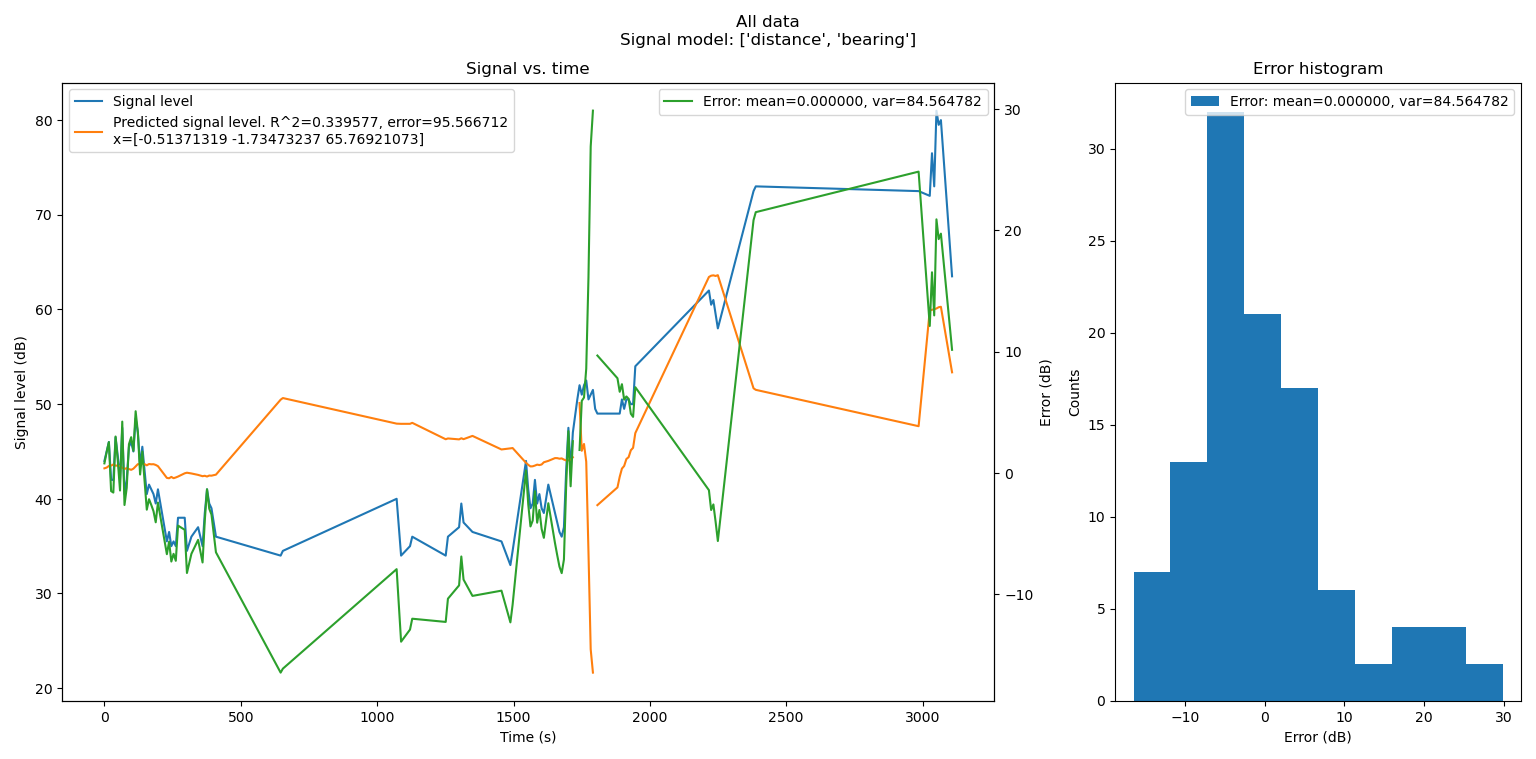 All data
Signal model: ['distance', 'bearing']
Signal vs. time
Signal level
Predicted signal level. R^2=0.339577, error=95.566712
x=[-0.51371319 -1.73473237 65.76921073]
Error: mean=0.000000, var=84.564782
80
70
60
50
40
30
20
Signal level (dB)
0
500
1000
1500
2000
2500
3000
Time (s)
30
20
10
0
−10
Error (dB)
Error histogram
Error: mean=0.000000, var=84.564782
30
25
20
15
10
5
0
Counts
−10
0
10
20
30
Error (dB)